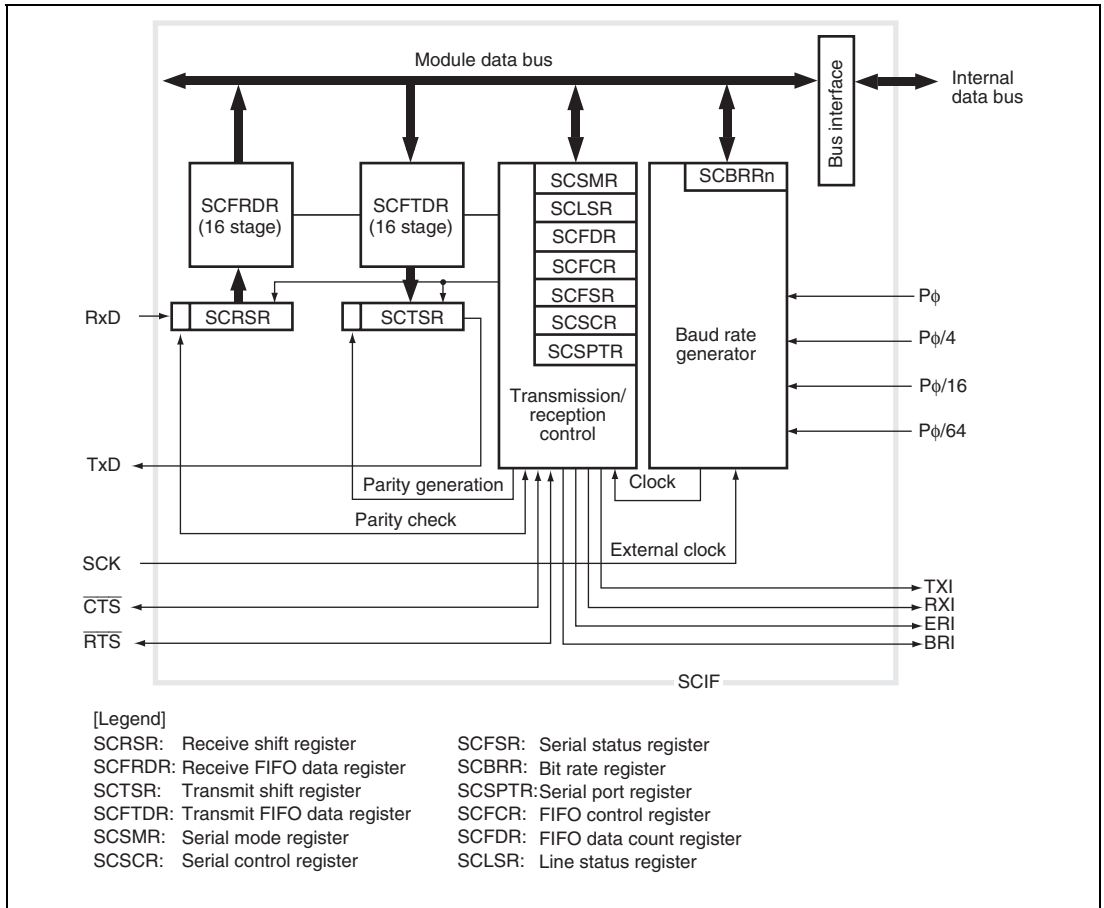 Module data bus
Bus interface
Internal
data bus
SCFRDR
(16 stage)
SCFTDR
(16 stage)
SCSMR
SCLSR
SCFDR
SCFCR
SCFSR
SCSCR
SCSPTR
Transmission/
reception
control
SCBRRn
Baud rate
generator
RxD
SCRSR
SCTSR
Pϕ
Pϕ/4
Pϕ/16
Pϕ/64
TxD
Parity generation
Clock
Parity check
SCK
External clock
CTS
RTS
TXI
RXI
ERI
BRI
SCIF
[Legend]
SCRSR: Receive shift register
SCFRDR: Receive FIFO data register
SCTSR: Transmit shift register
SCFTDR: Transmit FIFO data register
SCSMR: Serial mode register
SCSCR: Serial control register
SCFSR: Serial status register
SCBRR: Bit rate register
SCSPTR: Serial port register
SCFCR: FIFO control register
SCFDR: FIFO data count register
SCLSR: Line status register